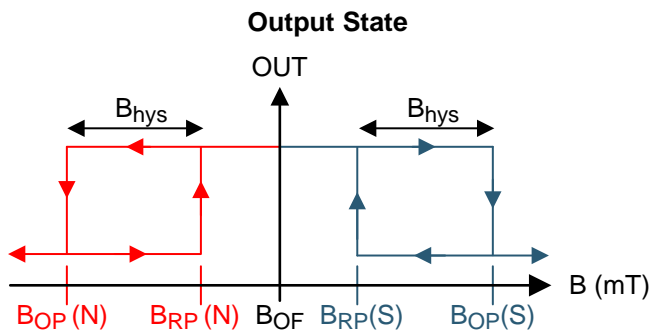 Output State
OUT
Bhys
Bhys
B (mT)
BOP(N)
BRP(N)
BOF
BRP(S)
BOP(S)